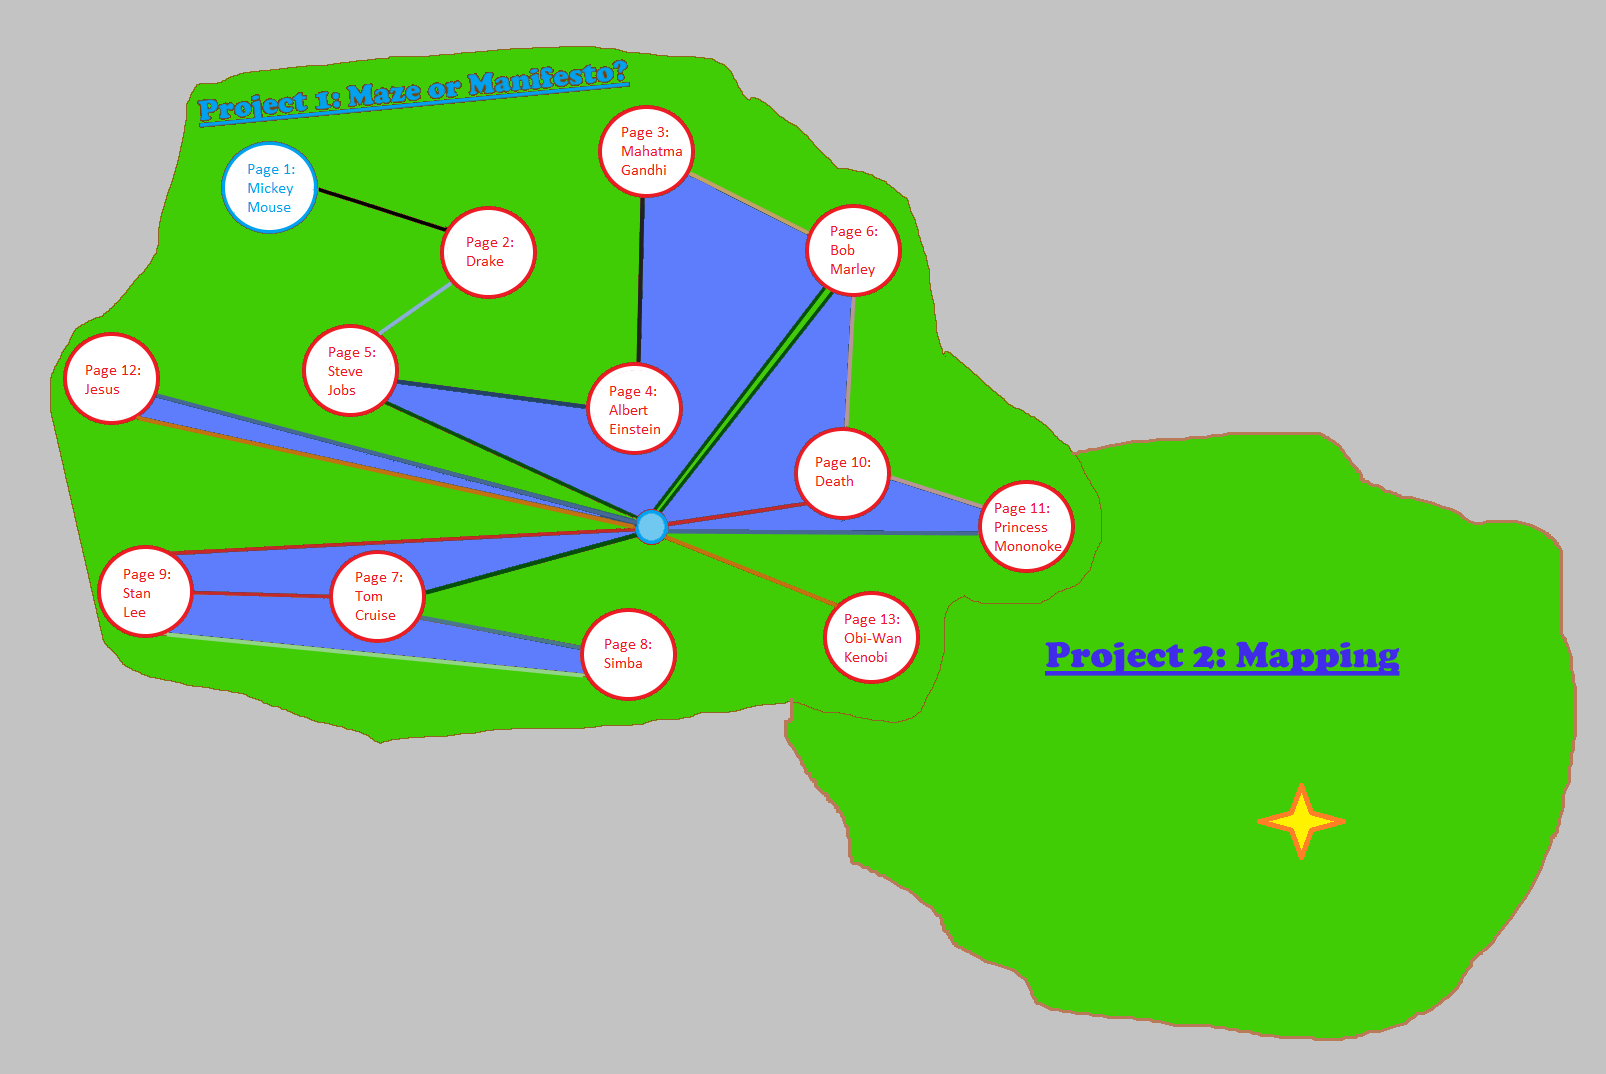 Project 1: Maze or Manifesto?
Page 1:
Mickey
Mouse
Page 2:
Drake
Page 3:
Mahatma
Gandhi
Page 6:
Bob
Marley
Page 12:
Jesus
Page 5:
Steve
Jobs
Page 4:
Albert
Einstein
Page 10:
Death
Page 11:
Princess
Mononoke
Page 9:
Stan
Lee
Page 7:
Tom
Cruise
Page 8:
Simba
Page 13:
Obi-Wan
Kenobi
Project 2: Mapping